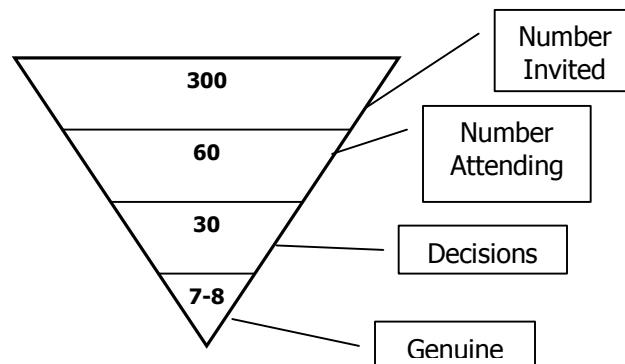 Number
Invited
300
Number
Attending
60
30
Decisions
7-8
Genuine